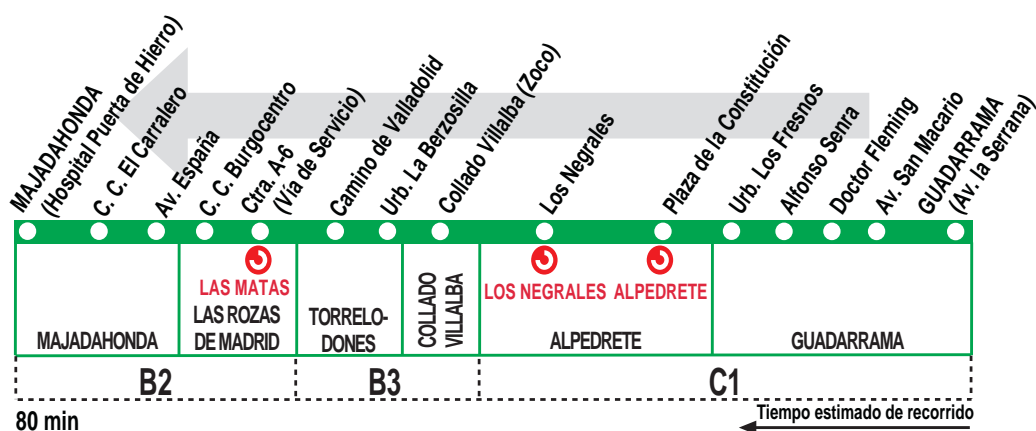 MAJADAHONDA
(Hospital Puerta de Hierro)
C. C. El Carralero
Av. España
C. C. Burgocentro
Ctra. A-6
(Vía de Servicio)
Camino de Valladolid
Urb. La Berzosilla
Collado Villalba (Zoco)
Los Negrales
Plaza de la Constitución
Urb. Los Fresnos
Alfonso Senra
Doctor Fleming
Av. San Macario
GUADARRAMA
(Av. la Serrana)
LAS MATAS
LOS NEGRALES
ALPEDRETE
MAJADAHONDA
LAS ROZAS
DE MADRID
TORRELO-
DONES
COLLADO
VILLALBA
ALPEDRETE
GUADARRAMA
B2
B3
C1
80 min
Tiempo estimado de recorrido